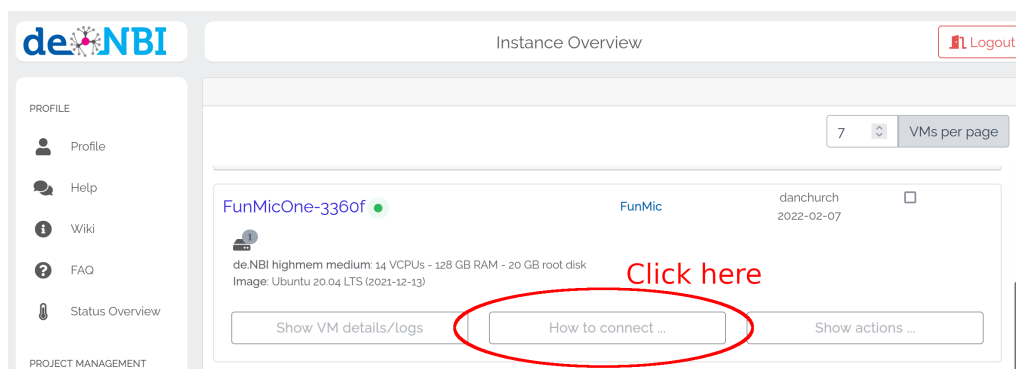 de NBI
Instance Overview
Logout
PROFILE
7 VMs per page
Profile
Help
Wiki
FAQ
Status Overview
PROJECT MANAGEMENT
FunMicOne-3360f
FunMic
danchurch
2022-02-07
1
de.NBI highmem medium: 14 VCPUs - 128 GB RAM - 20 GB root disk
Image: Ubuntu 20.04 LTS (2021-12-13)
Click here
Show VM details/logs
How to connect ...
Show actions ...